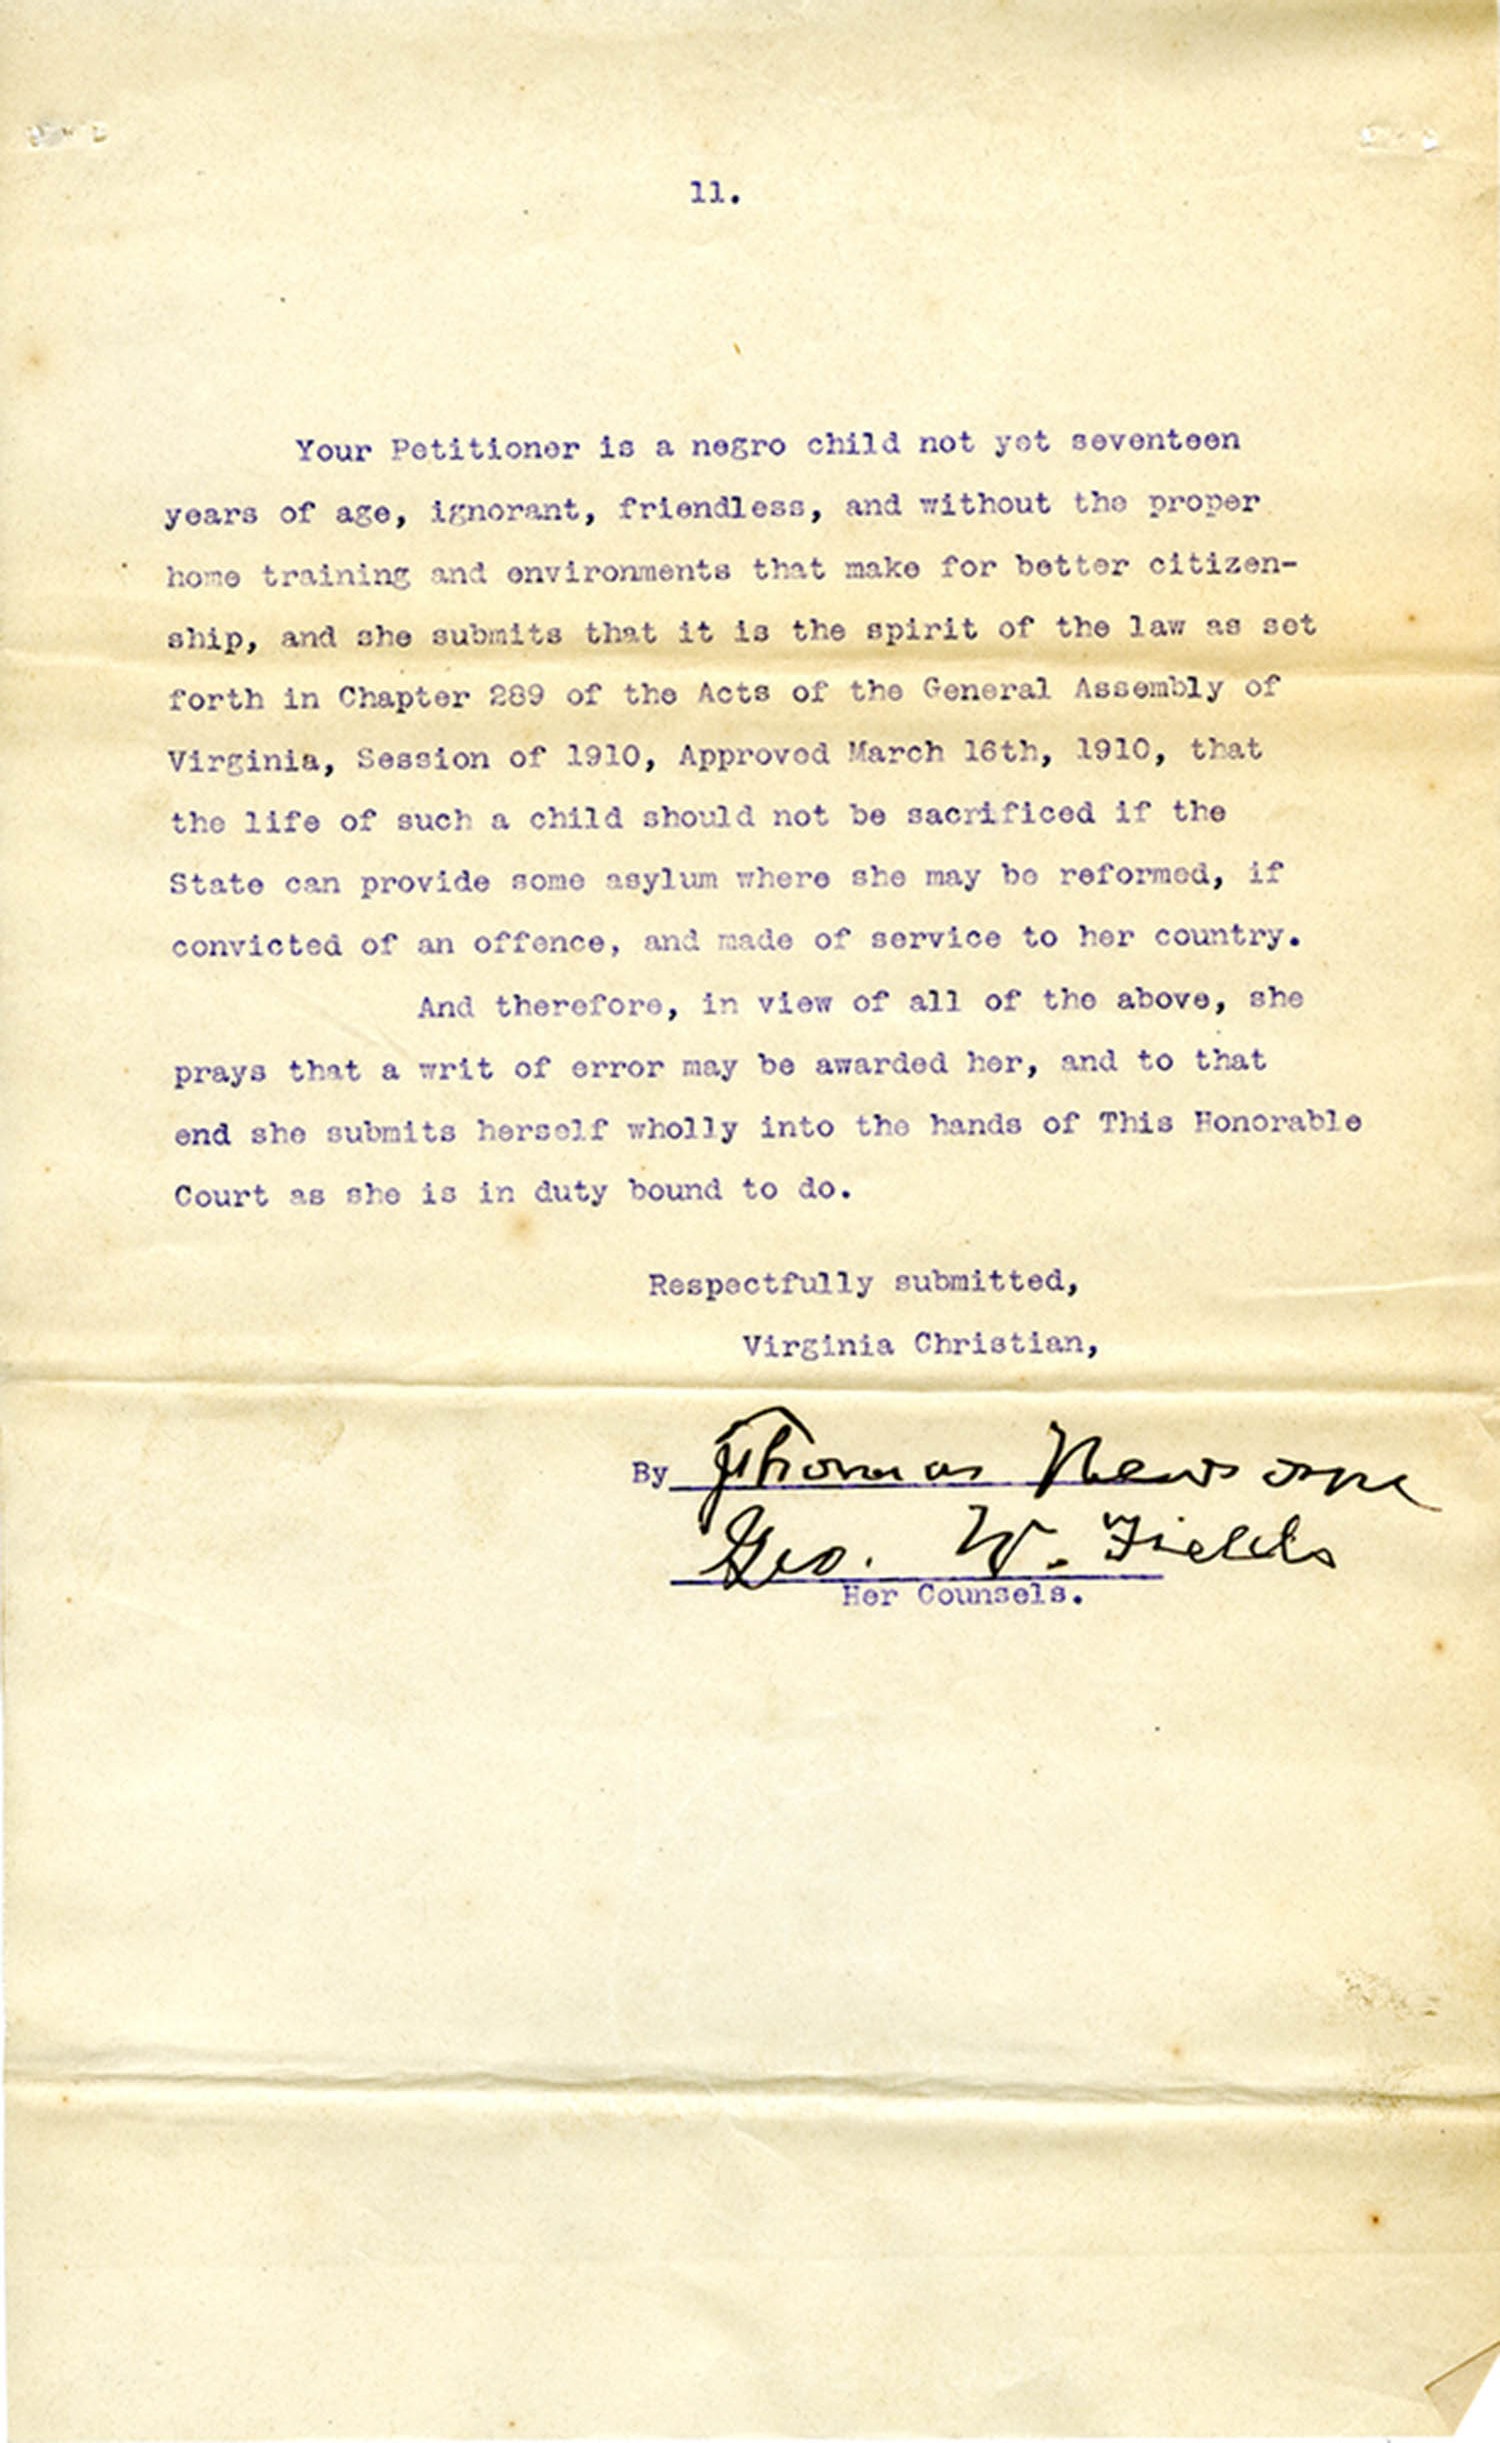 11.
Your Petitioner is a negro child not yet seventeen
years of age, ignorant, friendless, and without the proper
home training and environments that make for better citizen-
ship, and she submits that it is the spirit of the law as set
forth in Chapter 289 of the Acts of the General Assembly of
Virginia, Session of 1910, Approved March 16th, 1910, that
the life of such a child should not be sacrificed if the
State can provide some asylum where she may be reformed, if
convicted of an offence, and made of service to her country.
And therefore, in view of all of the above, she
prays that a writ of error may be awarded her, and to that
end she submits herself wholly into the hands of This Honorable
Court as she is in duty bound to do.
Respectfully submitted,
Virginia Christian,
By Thomas Newsome
Geo. W. Fields
Her Counsels.